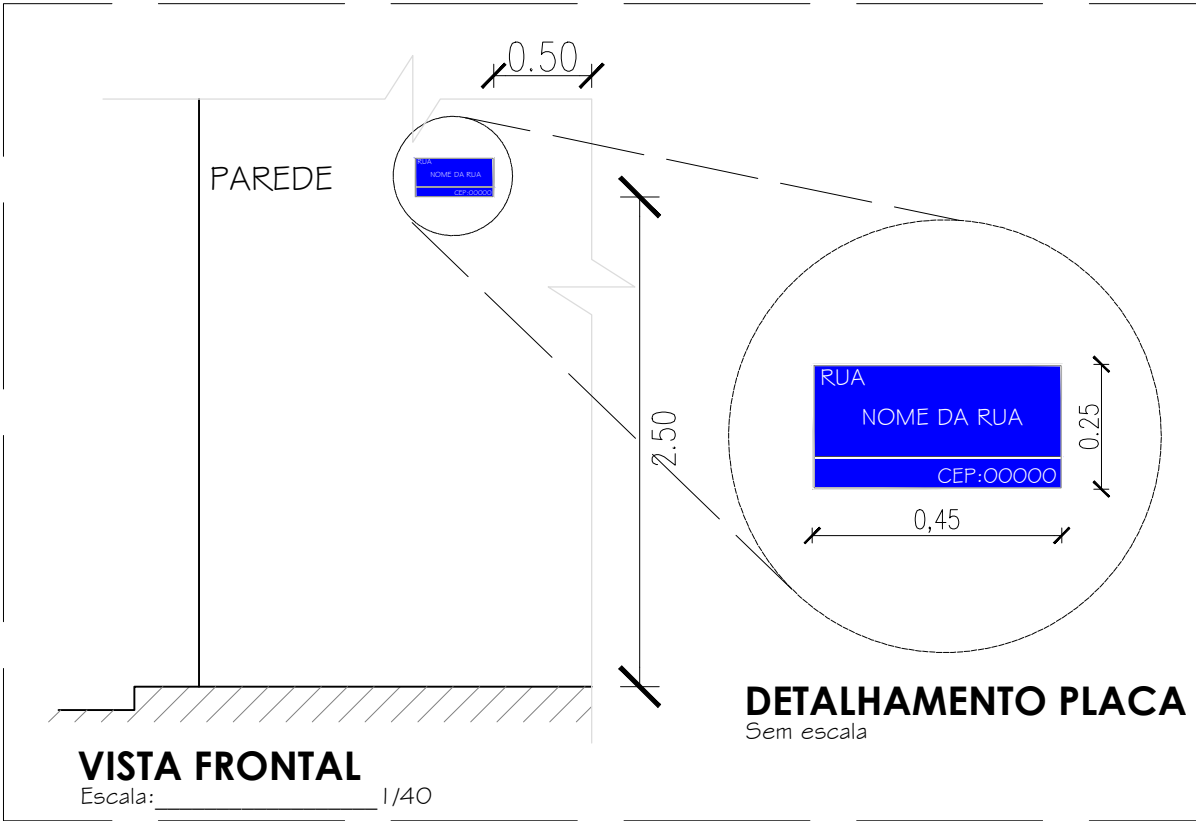 0.50
PAREDE
RUA
NOME DA RUA
CEP:00000
2.50
RUA
NOME DA RUA
CEP:00000
0.25
0,45
DETALHAMENTO PLACA
Sem escala
VISTA FRONTAL
Escala:__________________1/40